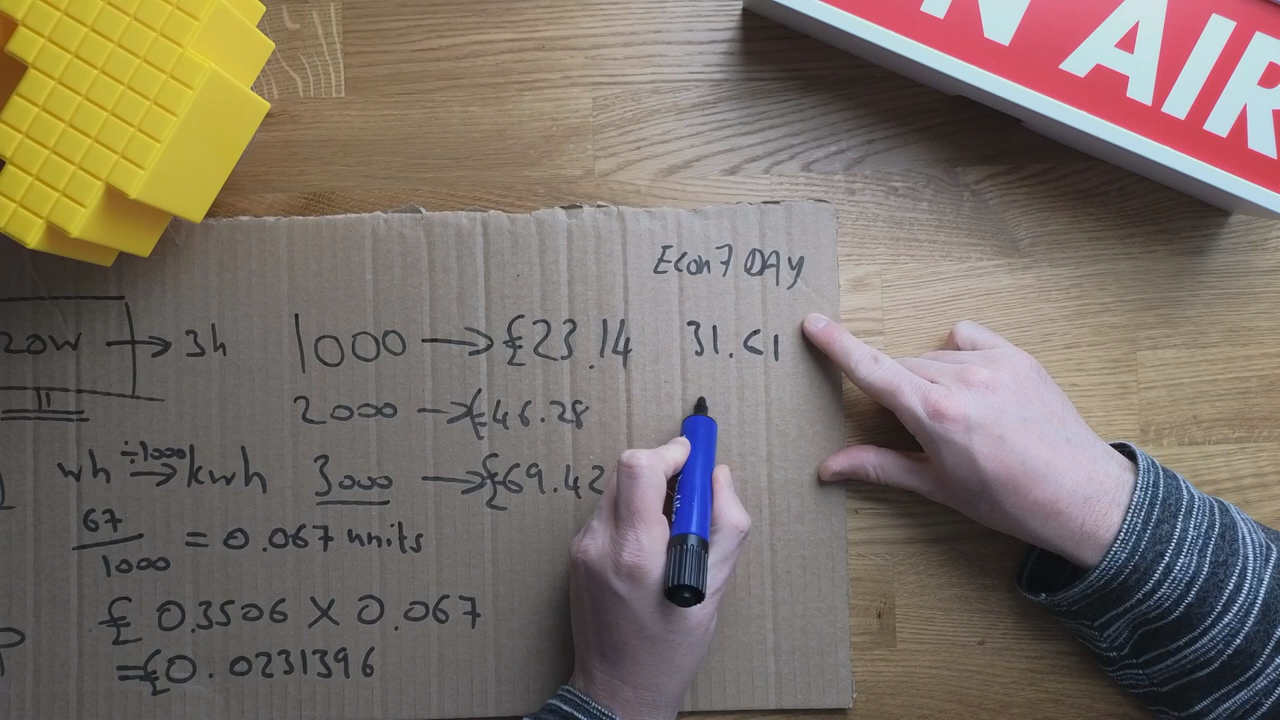 N AIR
Econ7 DAY
20W → 3h 1000 → £23.14 31.61
2000 → £46.28
wh ÷1000 → kwh 3000 → £69.42
67
1000
= 0.067 units
£ 0.3506 X 0.067
= £0.0231396